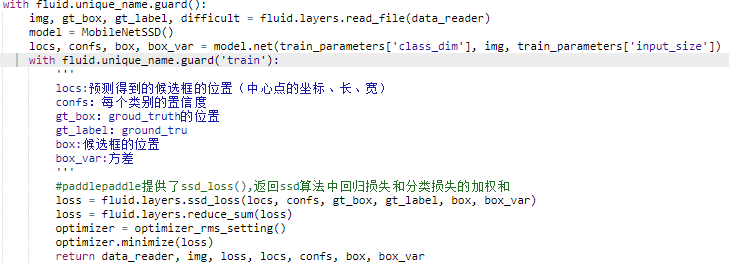 with fluid.unique_name.guard():
    img, gt_box, gt_label, difficult = fluid.layers.read_file(data_reader)
    model = MobileNetSSD()
    locs, confs, box, box_var = model.net(train_parameters['class_dim'], img, train_parameters['input_size'])
    with fluid.unique_name.guard('train'):
        '''
        locs:预测得到的候选框的位置（中心点的坐标、长、宽）
        confs: 每个类别的置信度
        gt_box: groud_truth的位置
        gt_label: ground_tru
        box:候选框的位置
        box_var:方差
        '''
        #paddlepaddle提供了ssd_loss(),返回ssd算法中回归损失和分类损失的加权和
        loss = fluid.layers.ssd_loss(locs, confs, gt_box, gt_label, box, box_var)
        loss = fluid.layers.reduce_sum(loss)
        optimizer = optimizer_rms_setting()
        optimizer.minimize(loss)
        return data_reader, img, loss, locs, confs, box, box_var